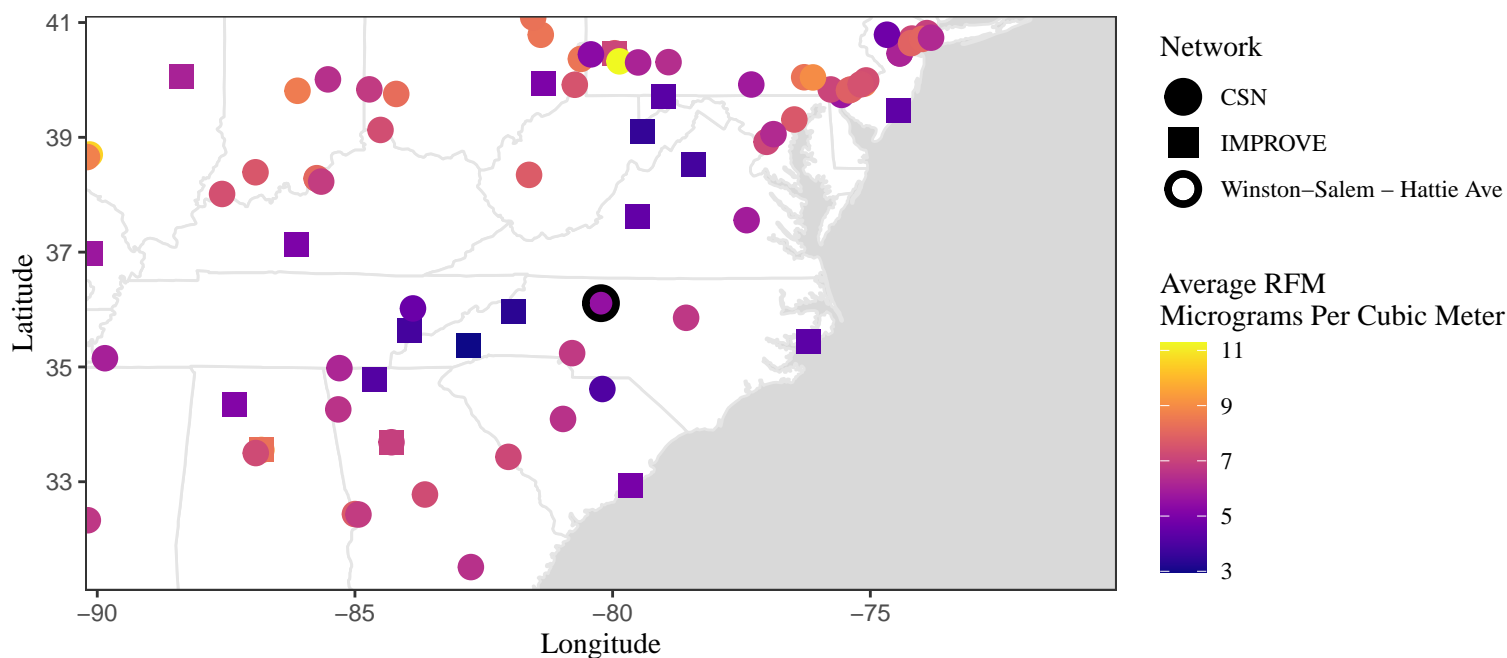 41
39
37
35
33
Latitude
−90
−85
−80
−75
Longitude
Network
CSN
IMPROVE
Winston−Salem − Hattie Ave
Average RFM
Micrograms Per Cubic Meter
11
9
7
5
3